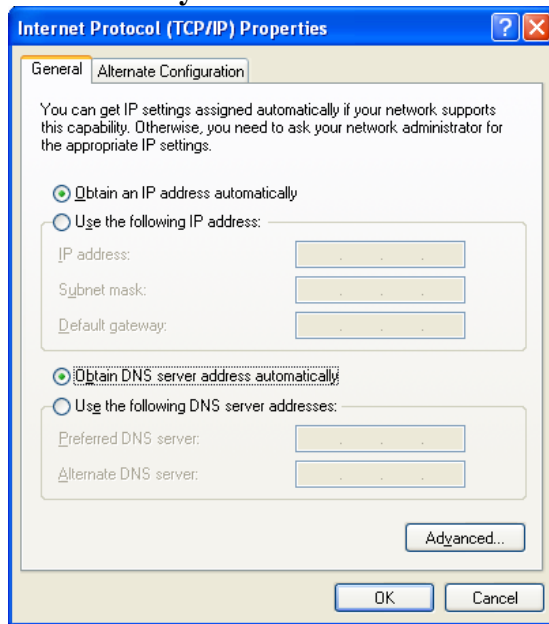 Internet Protocol (TCP/IP) Properties
General Alternate Configuration
You can get IP settings assigned automatically if your network supports
this capability. Otherwise, you need to ask your network administrator for
the appropriate IP settings.
Obtain an IP address automatically
Use the following IP address:
IP address:
Subnet mask:
Default gateway:
Obtain DNS server address automatically
Use the following DNS server addresses:
Preferred DNS server:
Alternate DNS server:
Advanced...
OK Cancel